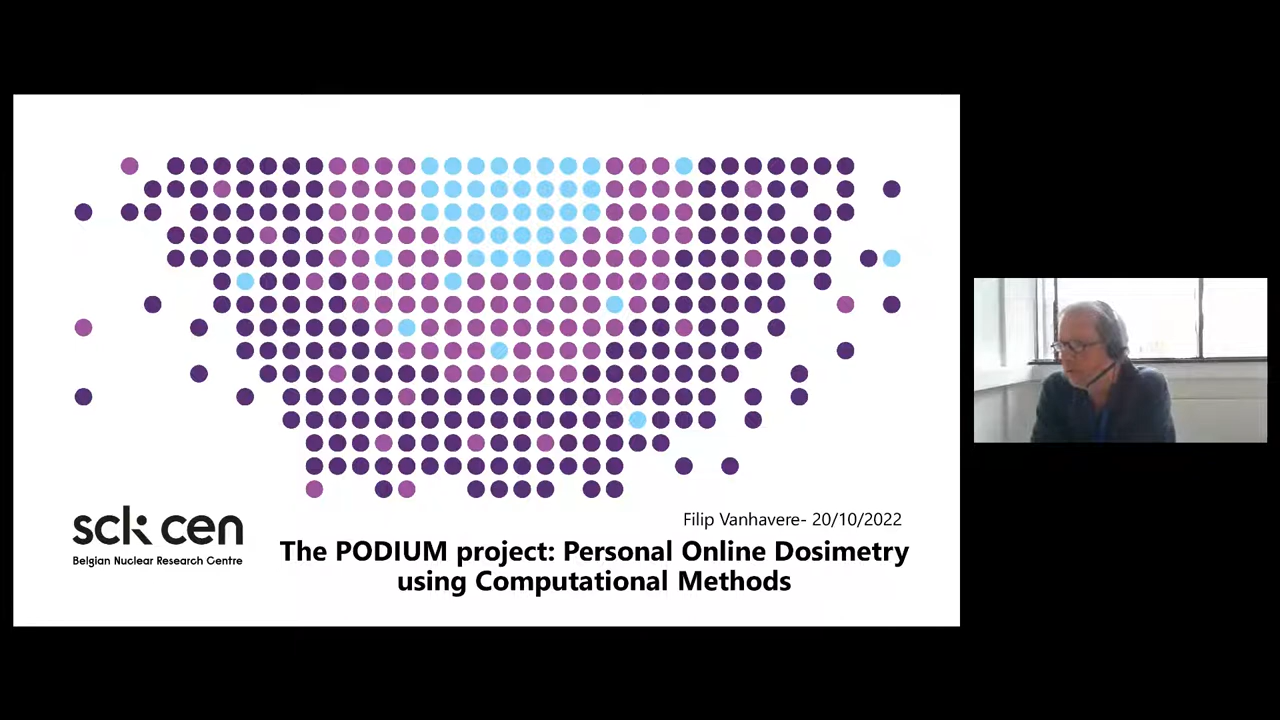 sck cen
Belgian Nuclear Research Centre
Filip Vanhavere- 20/10/2022
The PODIUM project: Personal Online Dosimetry
using Computational Methods